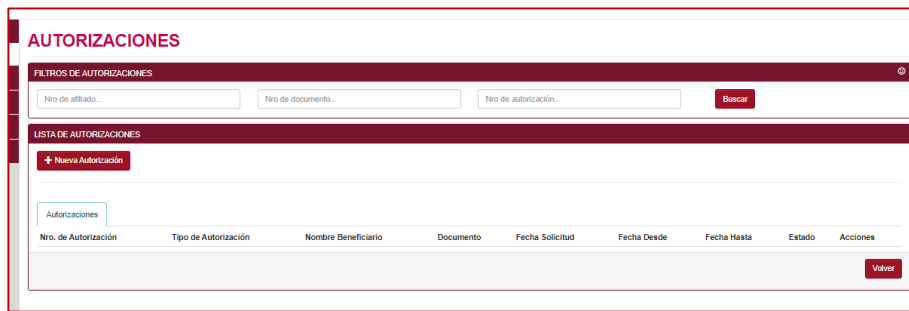 AUTORIZACIONES
FILTROS DE AUTORIZACIONES
Nro de afiliado... Nro de documento... Nro de autorización... Buscar
LISTA DE AUTORIZACIONES
+ Nueva Autorización
Autorizaciones
Nro. de Autorización Tipo de Autorización Nombre Beneficiario Documento Fecha Solicitud Fecha Desde Fecha Hasta Estado Acciones
Volver